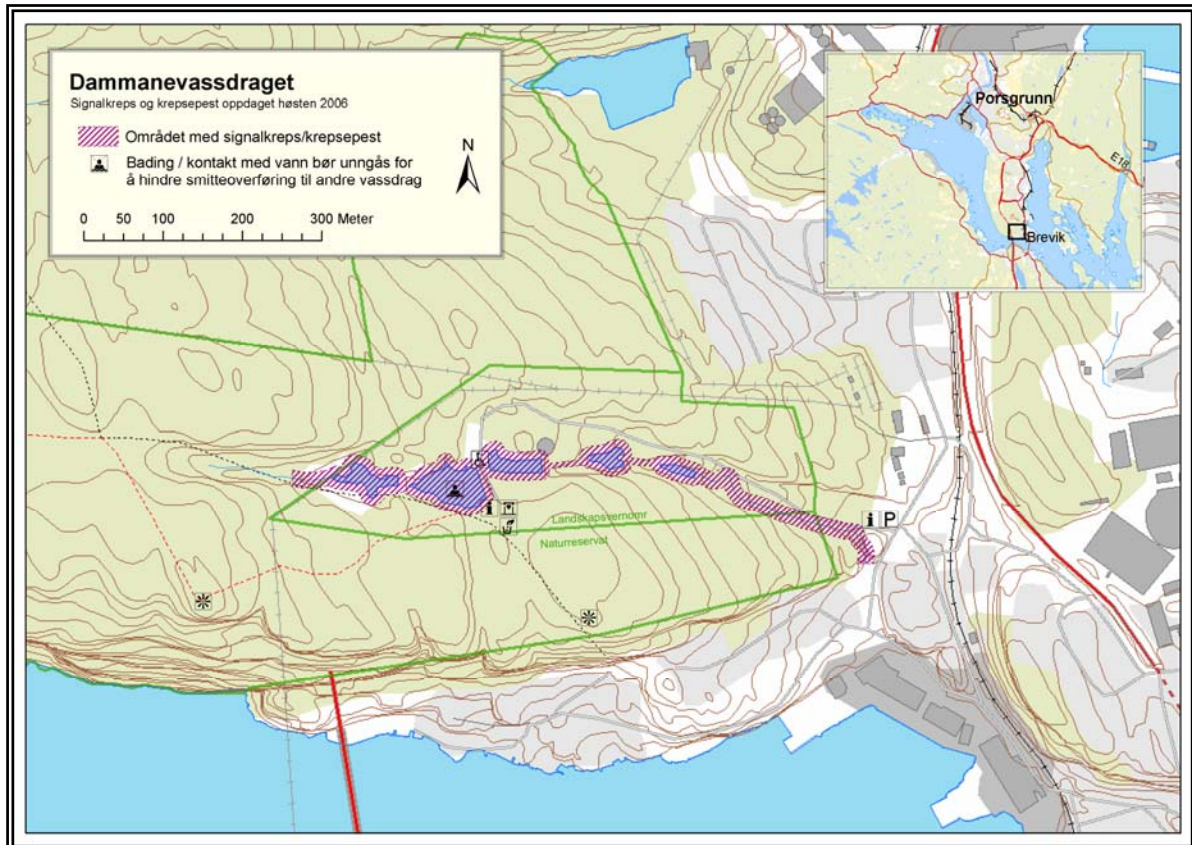 Dammanevassdraget
Signalkreps og krepsepest oppdaget høsten 2006
Området med signalkreps/krepsepest
Bading / kontakt med vann bør unngås for
å hindre smitteoverføring til andre vassdrag
N
0 50 100 200 300 Meter
Porsgrunn
E18
Brevik
Landskapsvernomr
Naturreservat
i
i P